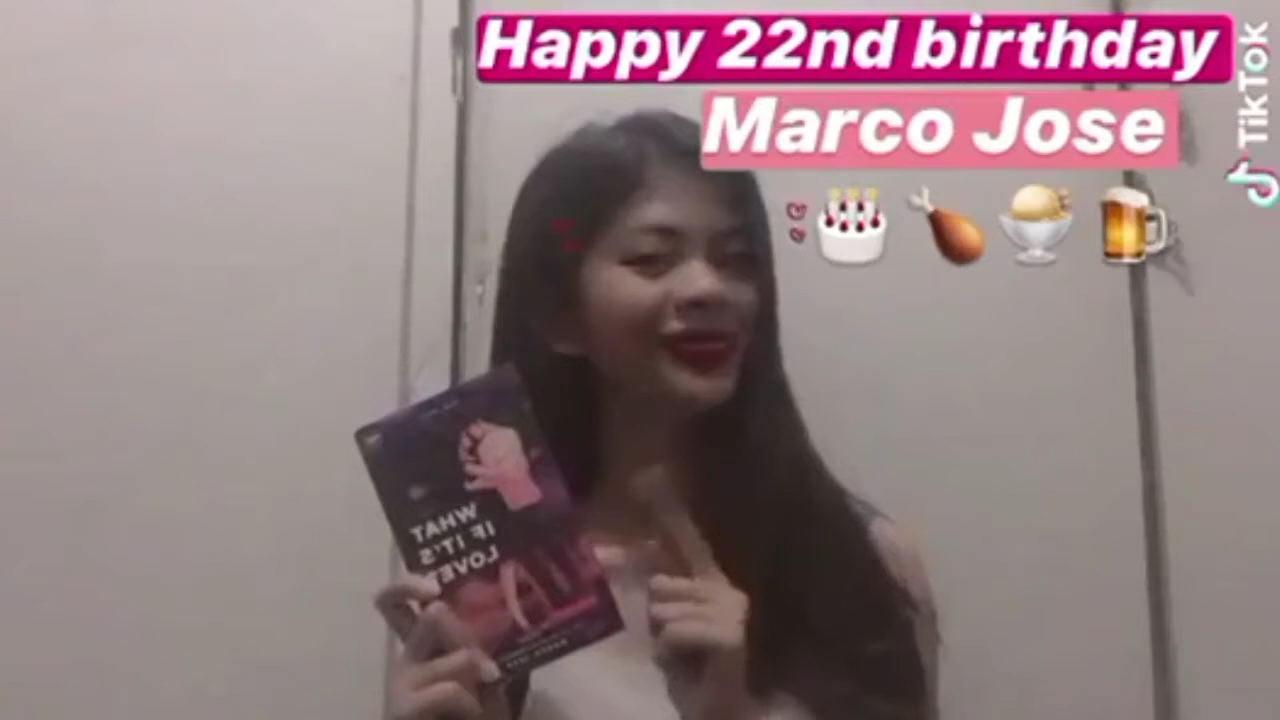 Happy 22nd birthday
Marco Jose
TikTok
WHAT
IF IT'S
LOVE